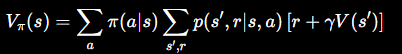 V_π(s) = ∑_a π(a|s) ∑_{s′,r} p(s′, r|s, a) [r + γV(s′)]